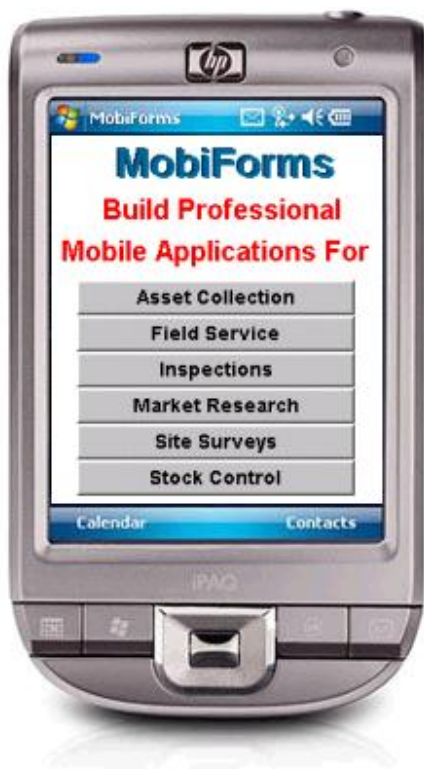 hp
MobiForms
MobiForms
Build Professional
Mobile Applications For
Asset Collection
Field Service
Inspections
Market Research
Site Surveys
Stock Control
Calendar
Contacts
iPAQ